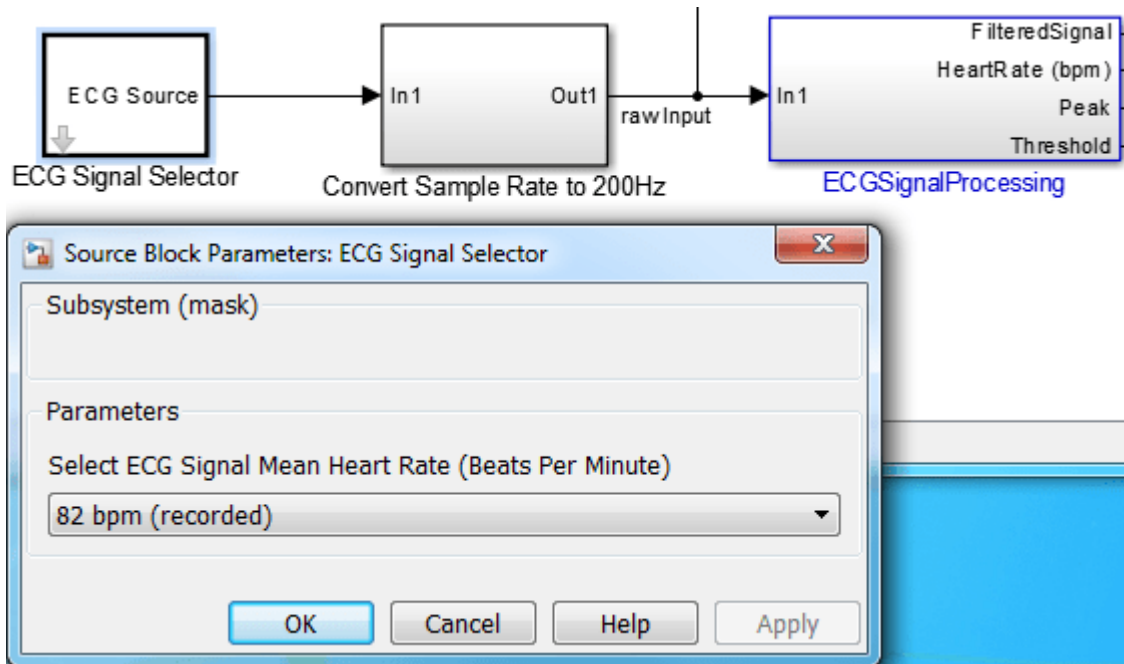 FilteredSignal
HeartRate (bpm)
ECG Source
In1
Out1
rawInput
In1
Peak
Threshold
ECG Signal Selector
Convert Sample Rate to 200Hz
ECGSignalProcessing
Source Block Parameters: ECG Signal Selector
Subsystem (mask)
Parameters
Select ECG Signal Mean Heart Rate (Beats Per Minute)
82 bpm (recorded)
OK
Cancel
Help
Apply